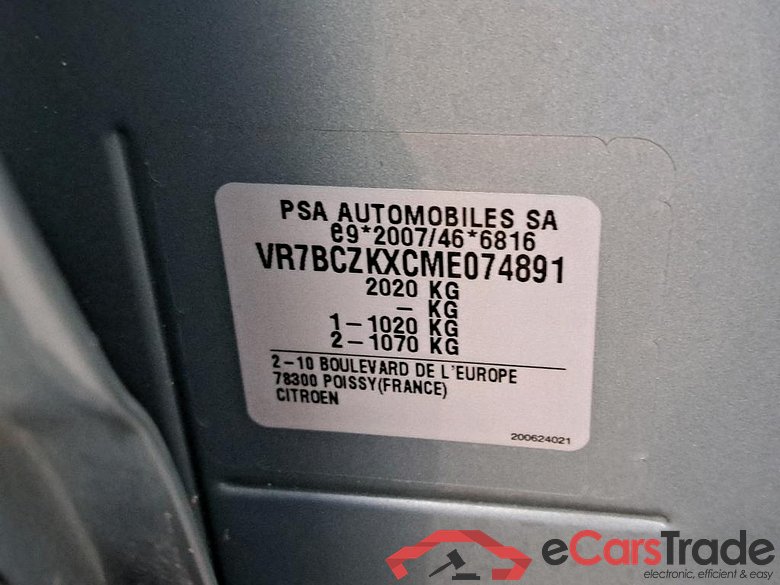 PSA AUTOMOBILES SA
e9*2007/46*6816
VR7BCZKXCME074891
2020 KG
- KG
1-1020 KG
2-1070 KG
2-10 BOULEVARD DE L'EUROPE
78300 POISSY(FRANCE)
CITROEN
200624021
eCarsTrade
electronic, efficient & easy